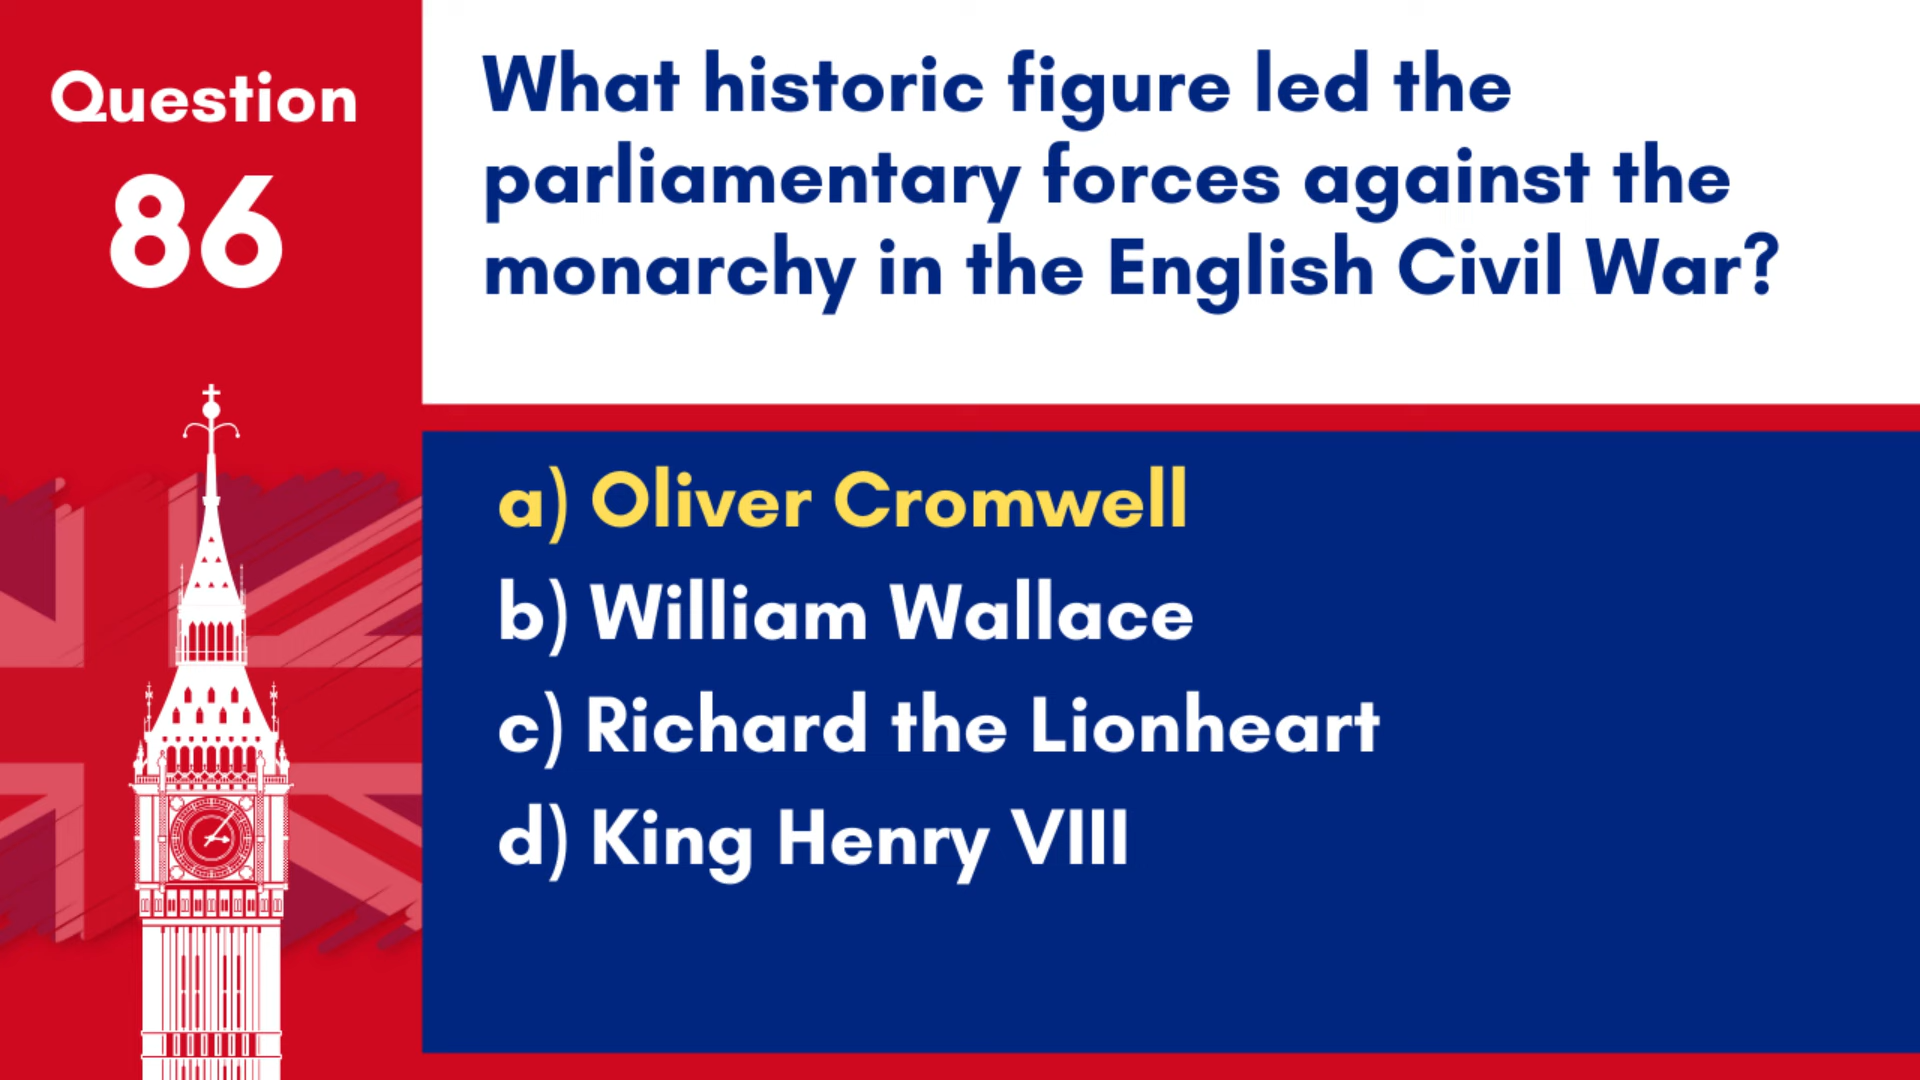 Question
86
What historic figure led the
parliamentary forces against the
monarchy in the English Civil War?
a) Oliver Cromwell
b) William Wallace
c) Richard the Lionheart
d) King Henry VIII